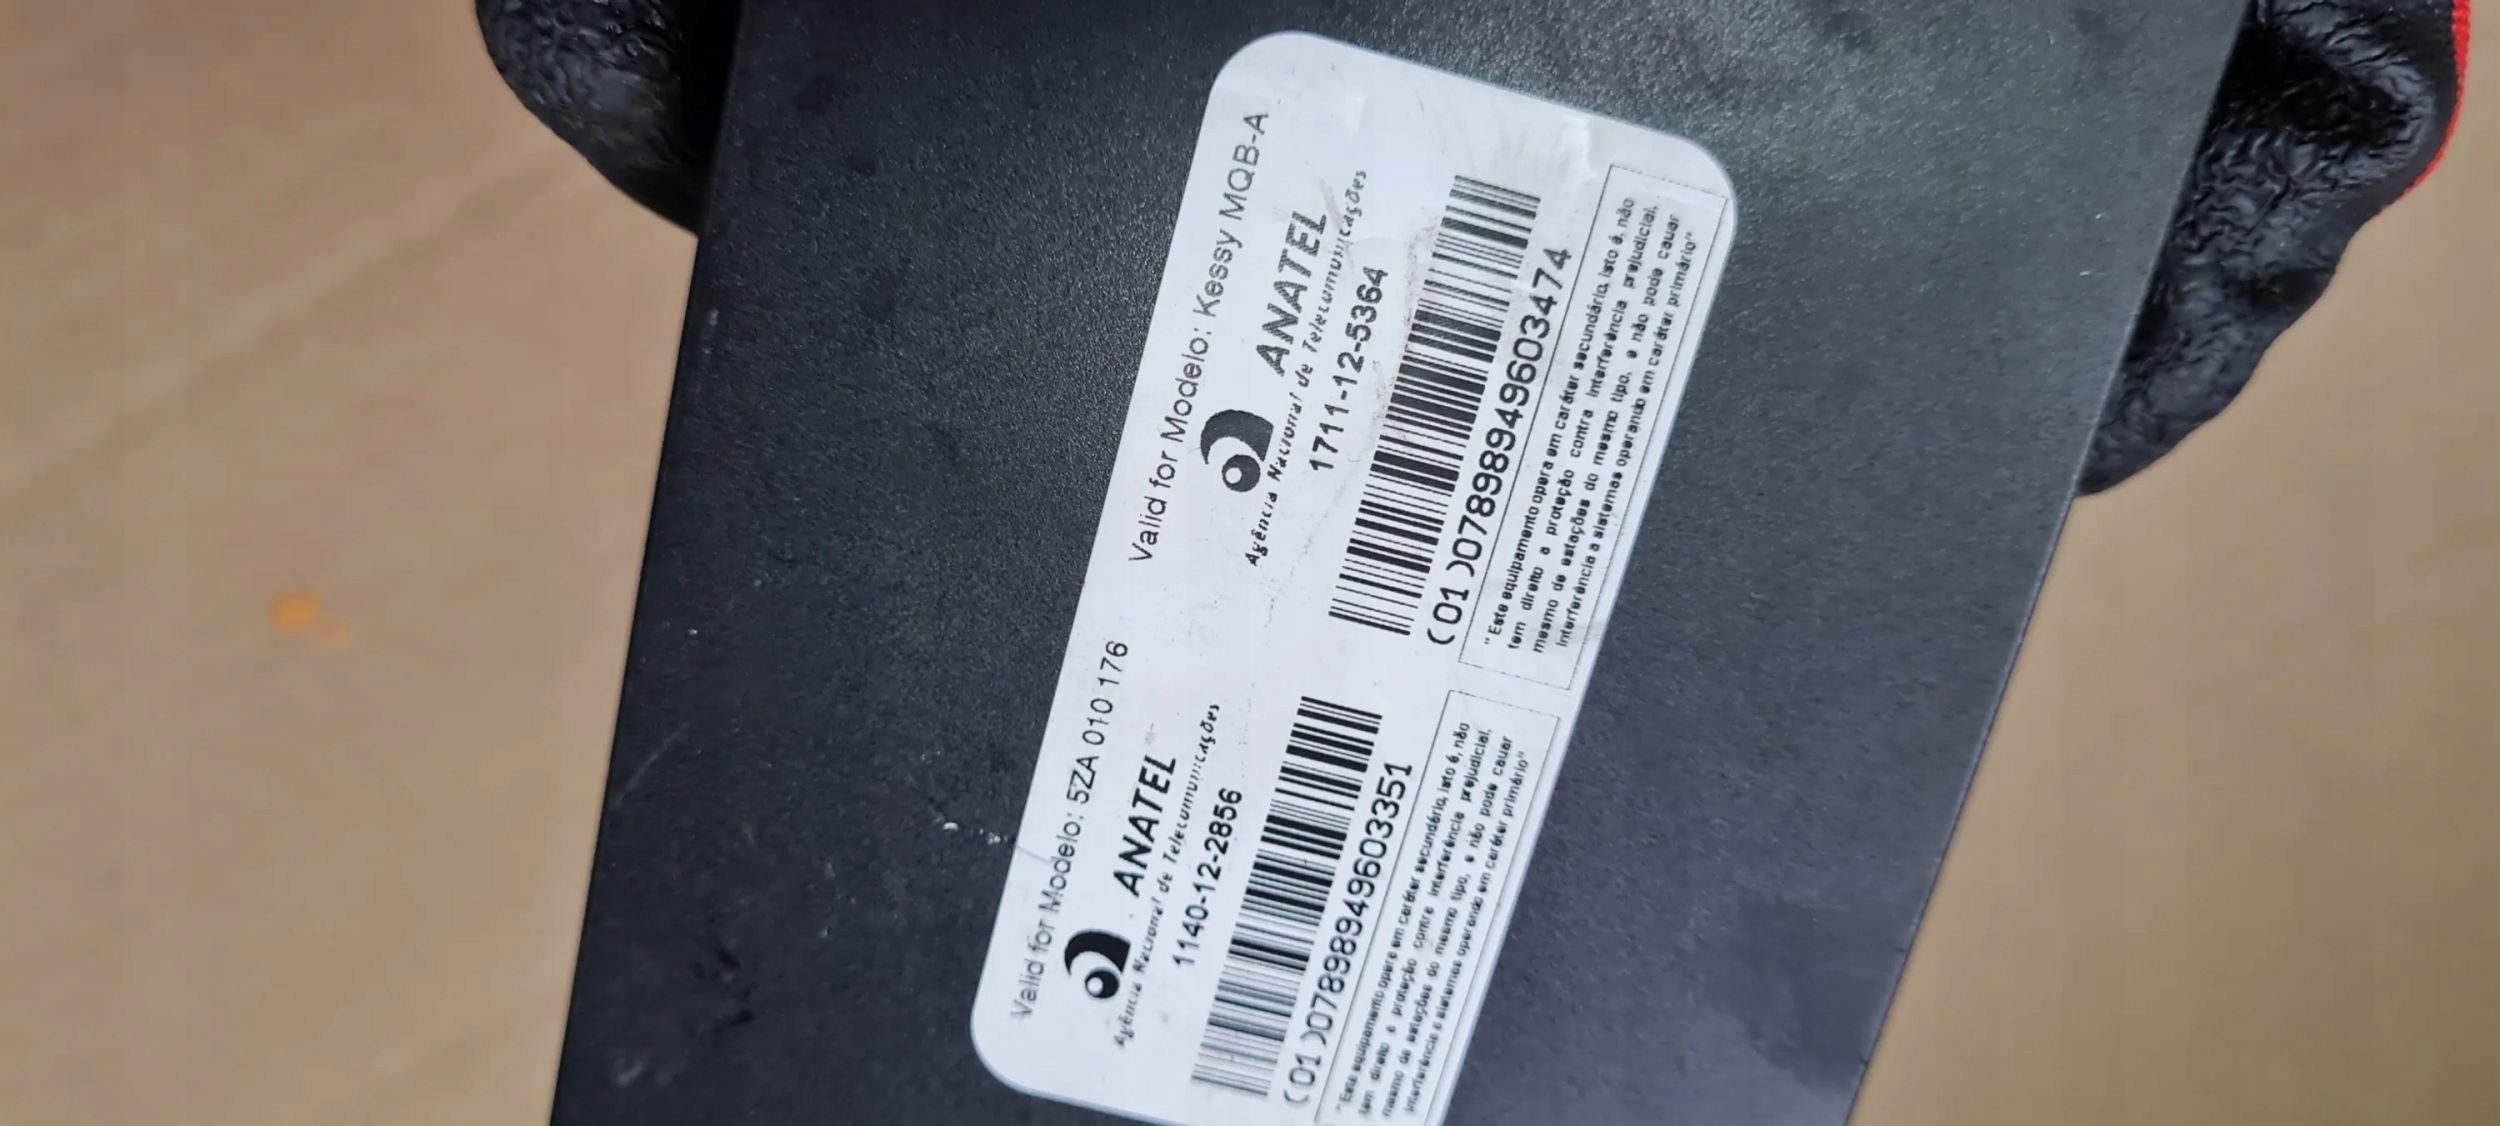 Valid for Modelo: 5ZA 010 176
ANATEL
Agência Nacional de Telecomunicações
1140-12-2856
(01)07898949603351
"Este equipamento opera em caráter secundário, isto é, não
tem direito a proteção contra interferência prejudicial,
mesmo de estações do mesmo tipo, e não pode cauar
interferência a sistemas operando em caráter primário"
Valid for Modelo: Kessy MQB-A
ANATEL
Agência Nacional de Telecomunicações
1711-12-5364
(01)07898949603474
"Este equipamento opera em caráter secundário, isto é, não
tem direito a proteção contra interferência prejudicial,
mesmo de estações do mesmo tipo, e não pode cauar
interferência a sistemas operando em caráter primário"